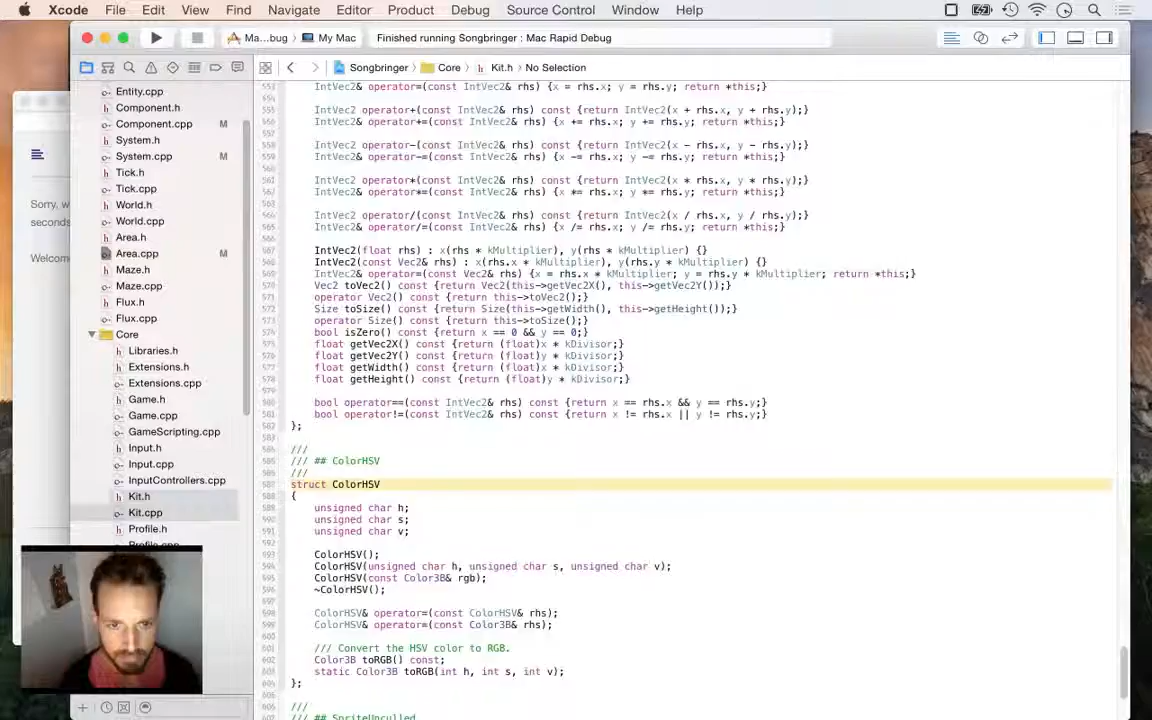 Xcode File Edit View Find Navigate Editor Product Debug Source Control Window Help
Ma...bug › My Mac Finished running Songbringer : Mac Rapid Debug
Songbringer › Core › Kit.h › No Selection
Entity.cpp
Component.h
Component.cpp M
System.h
System.cpp M
Tick.h
Tick.cpp
World.h
World.cpp
Area.h
Area.cpp M
Maze.h
Maze.cpp
Flux.h
Flux.cpp
Core
Libraries.h
Extensions.h
Extensions.cpp
Game.h
Game.cpp
GameScripting.cpp
Input.h
Input.cpp
InputControllers.cpp
Kit.h
Kit.cpp
Profile.h
Sorry, w
seconds
Welcom
IntVec2& operator=(const IntVec2& rhs) {x = rhs.x; y = rhs.y; return *this;}
IntVec2 operator+(const IntVec2& rhs) const {return IntVec2(x + rhs.x, y + rhs.y);}
IntVec2& operator+=(const IntVec2& rhs) {x += rhs.x; y += rhs.y; return *this;}
IntVec2 operator-(const IntVec2& rhs) const {return IntVec2(x - rhs.x, y - rhs.y);}
IntVec2& operator-=(const IntVec2& rhs) {x -= rhs.x; y -= rhs.y; return *this;}
IntVec2 operator*(const IntVec2& rhs) const {return IntVec2(x * rhs.x, y * rhs.y);}
IntVec2& operator*=(const IntVec2& rhs) {x *= rhs.x; y *= rhs.y; return *this;}
IntVec2 operator/(const IntVec2& rhs) const {return IntVec2(x / rhs.x, y / rhs.y);}
IntVec2& operator/=(const IntVec2& rhs) {x /= rhs.x; y /= rhs.y; return *this;}
IntVec2(float rhs) : x(rhs * kMultiplier), y(rhs * kMultiplier) {}
IntVec2(const Vec2& rhs) : x(rhs.x * kMultiplier), y(rhs.y * kMultiplier) {}
IntVec2& operator=(const Vec2& rhs) {x = rhs.x * kMultiplier; y = rhs.y * kMultiplier; return *this;}
Vec2 toVec2() const {return Vec2(this->getVec2X(), this->getVec2Y());}
operator Vec2() const {return this->toVec2();}
Size toSize() const {return Size(this->getWidth(), this->getHeight());}
operator Size() const {return this->toSize();}
bool isZero() const {return x == 0 && y == 0;}
float getVec2X() const {return (float)x * kDivisor;}
float getVec2Y() const {return (float)y * kDivisor;}
float getWidth() const {return (float)x * kDivisor;}
float getHeight() const {return (float)y * kDivisor;}
bool operator==(const IntVec2& rhs) const {return x == rhs.x && y == rhs.y;}
bool operator!=(const IntVec2& rhs) const {return x != rhs.x || y != rhs.y;}
};
///
/// ## ColorHSV
///
struct ColorHSV
{
unsigned char h;
unsigned char s;
unsigned char v;
ColorHSV();
ColorHSV(unsigned char h, unsigned char s, unsigned char v);
ColorHSV(const Color3B& rgb);
~ColorHSV();
ColorHSV& operator=(const ColorHSV& rhs);
ColorHSV& operator=(const Color3B& rhs);
/// Convert the HSV color to RGB.
Color3B toRGB() const;
static Color3B toRGB(int h, int s, int v);
};
///
/// ## SpriteUnculled